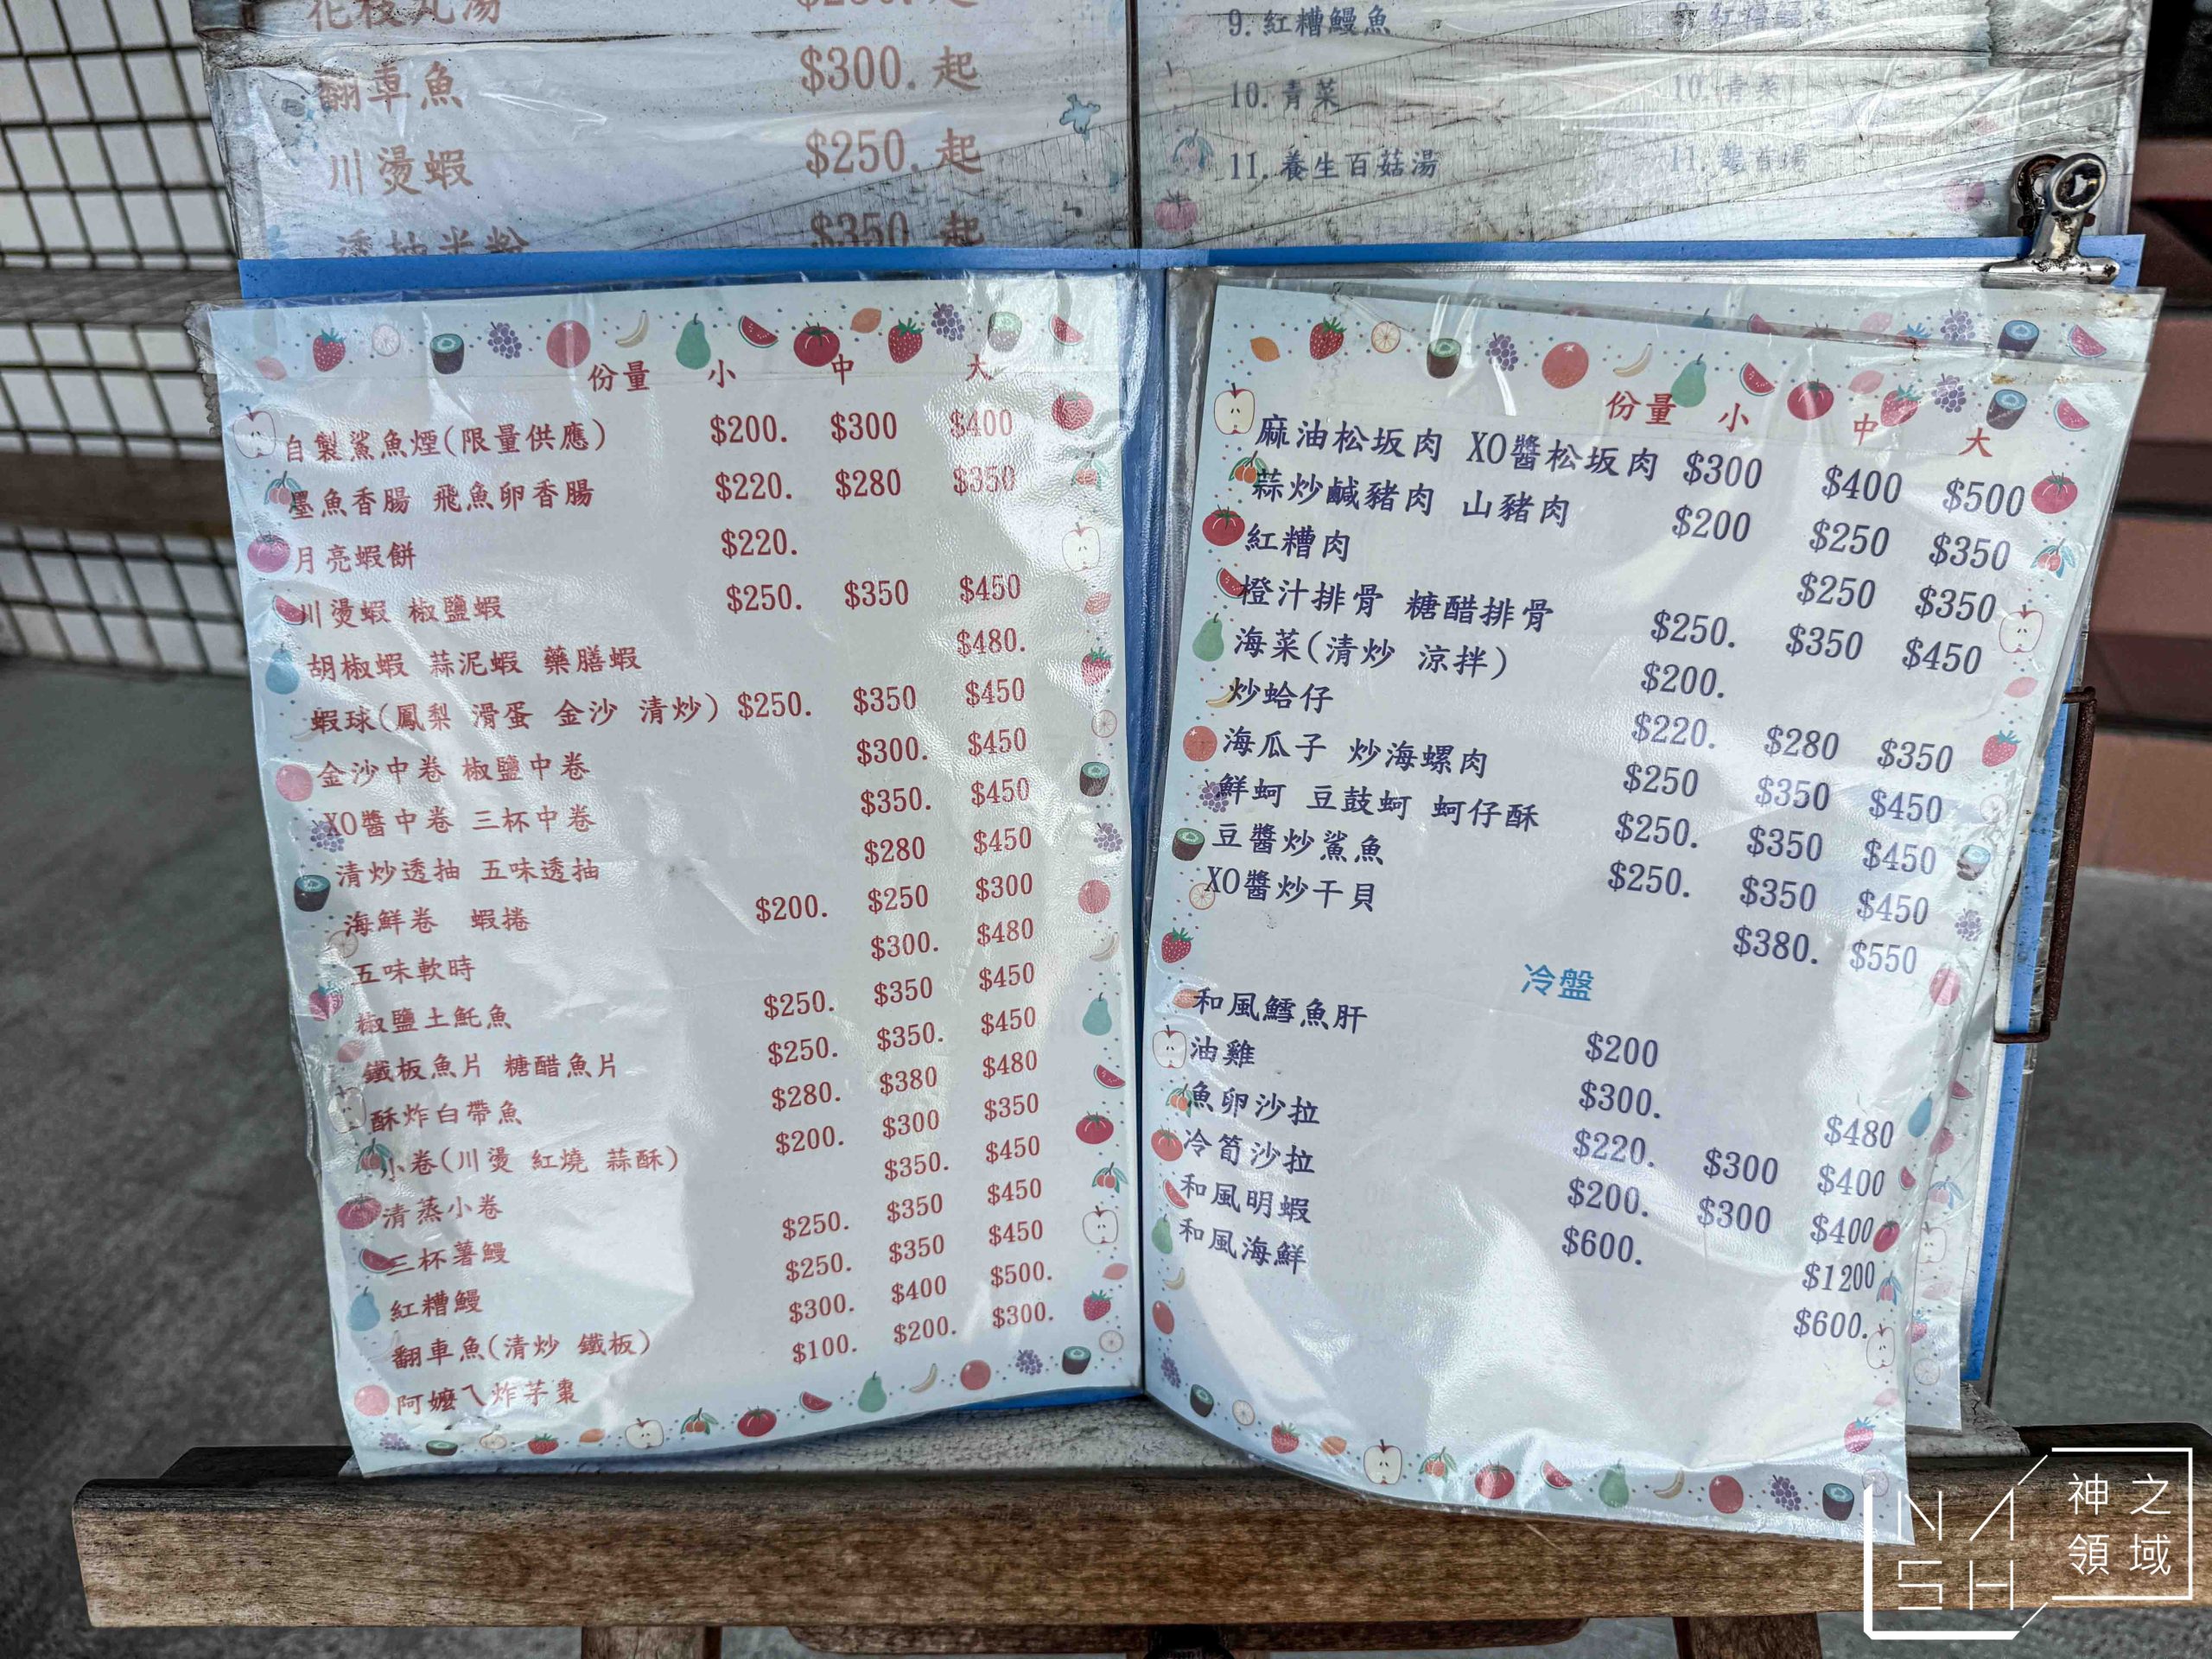 花枝丸湯
翻車魚 $300. 起
川燙蝦 $250. 起
透抽米粉 $350 起
9. 紅糟鰻魚
10. 青菜
11. 養生百菇湯
份量 小 中 大
自製鯊魚煙(限量供應) $200. $300 $400
墨魚香腸 飛魚卵香腸 $220. $280 $350
月亮蝦餅 $220.
川燙蝦 椒鹽蝦 $250. $350 $450
胡椒蝦 蒜泥蝦 藥膳蝦 $480.
蝦球(鳳梨 滑蛋 金沙 清炒) $250. $350 $450
金沙中卷 椒鹽中卷 $300. $450
XO醬中卷 三杯中卷 $350. $450
清炒透抽 五味透抽 $280 $450
海鮮卷 蝦捲 $200. $250 $300
五味軟時 $300. $480
椒鹽土魠魚 $250. $350 $450
鐵板魚片 糖醋魚片 $250. $350. $450
酥炸白帶魚 $280. $380 $480
小卷(川燙 紅燒 蒜酥) $200. $300 $350
清蒸小卷 $350. $450
三杯薯鰻 $250. $350 $450
紅糟鰻 $250. $350 $450
翻車魚(清炒 鐵板) $300. $400 $500.
阿嬤ㄟ炸芋棗 $100. $200. $300.
份量 小 中 大
麻油松坂肉 XO醬松坂肉 $300 $400 $500
蒜炒鹹豬肉 山豬肉 $200 $250 $350
紅糟肉 $250 $350
橙汁排骨 糖醋排骨 $250. $350 $450
海菜(清炒 涼拌) $200.
炒蛤仔 $220. $280 $350
海瓜子 炒海螺肉 $250 $350 $450
鮮蚵 豆鼓蚵 蚵仔酥 $250. $350 $450
豆醬炒鯊魚 $250. $350 $450
XO醬炒干貝 $380. $550
冷盤
和風鱈魚肝 $200
油雞 $300. $480
魚卵沙拉 $220. $300 $400
冷筍沙拉 $200. $300 $400
和風明蝦 $600. $1200
和風海鮮 $600.
NASH
神之
領域